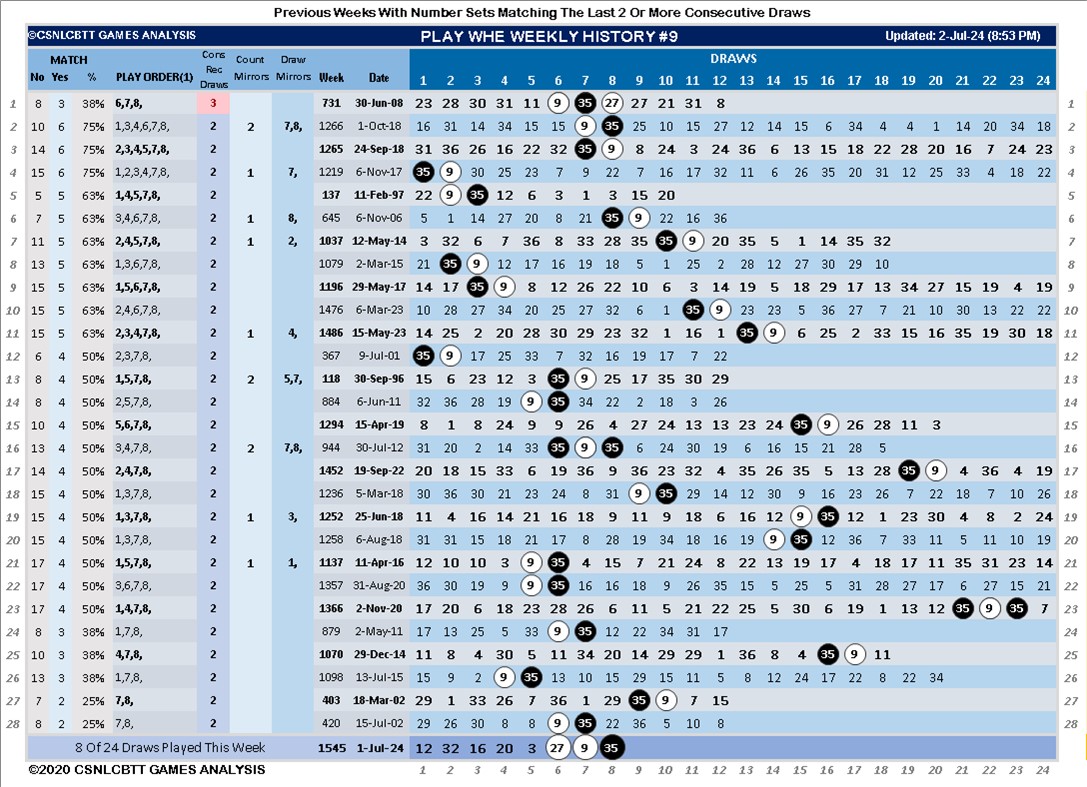 Previous Weeks With Number Sets Matching The Last 2 Or More Consecutive Draws
©CSNLCBTT GAMES ANALYSIS PLAY WHE WEEKLY HISTORY #9 Updated: 2-Jul-24 (8:53 PM)
MATCH Cons Count Draw DRAWS
No Yes % PLAY ORDER(1) Rec Draws Mirrors Mirrors Week Date 1 2 3 4 5 6 7 8 9 10 11 12 13 14 15 16 17 18 19 20 21 22 23 24
1 8 3 38% 6,7,8, 3 731 30-Jun-08 23 28 30 31 11 9 35 27 27 21 31 8 1
2 10 6 75% 1,3,4,6,7,8, 2 2 7,8, 1266 1-Oct-18 16 31 14 34 15 15 9 35 25 10 15 27 12 14 15 6 34 4 4 1 14 20 34 18 2
3 14 6 75% 2,3,4,5,7,8, 2 1265 24-Sep-18 31 36 26 16 22 32 35 9 8 24 3 24 36 6 13 15 18 22 28 20 16 7 24 23 3
4 15 6 75% 1,2,3,4,7,8, 2 1 7, 1219 6-Nov-17 35 9 30 25 23 7 9 22 7 16 17 32 11 6 26 35 20 31 12 25 33 4 18 22 4
5 5 5 63% 1,4,5,7,8, 2 137 11-Feb-97 22 9 35 12 6 3 1 3 15 20 5
6 7 5 63% 3,4,6,7,8, 2 1 8, 645 6-Nov-06 5 1 14 27 20 8 21 35 9 22 16 36 6
7 11 5 63% 2,4,5,7,8, 2 1 2, 1037 12-May-14 3 32 6 7 36 8 33 28 35 35 9 20 35 5 1 14 35 32 7
8 13 5 63% 1,3,6,7,8, 2 1079 2-Mar-15 21 35 9 12 17 16 19 18 5 1 25 2 28 12 27 30 29 10 8
9 15 5 63% 1,5,6,7,8, 2 1196 29-May-17 14 17 35 9 8 12 26 22 10 6 3 14 19 5 18 29 17 13 34 27 15 19 4 19 9
10 15 5 63% 2,4,6,7,8, 2 1476 6-Mar-23 10 28 27 34 20 25 27 32 6 1 35 9 23 23 5 36 27 7 21 10 30 13 22 22 10
11 15 5 63% 2,3,4,7,8, 2 1 4, 1486 15-May-23 14 25 2 20 28 30 29 23 32 1 16 1 35 9 6 25 2 33 15 16 35 19 30 18 11
12 6 4 50% 2,3,7,8, 2 367 9-Jul-01 35 9 17 25 33 7 32 16 19 17 7 22 12
13 8 4 50% 1,5,7,8, 2 2 5,7, 118 30-Sep-96 15 6 23 12 3 35 9 25 17 35 30 29 13
14 8 4 50% 2,5,7,8, 2 884 6-Jun-11 32 36 28 19 9 35 34 22 2 18 3 26 14
15 10 4 50% 5,6,7,8, 2 1294 15-Apr-19 8 1 8 24 9 9 26 4 27 24 13 13 23 24 35 9 26 28 11 3 15
16 13 4 50% 3,4,7,8, 2 2 7,8, 944 30-Jul-12 31 20 2 14 33 35 9 35 6 24 30 19 6 16 15 21 28 5 16
17 14 4 50% 2,4,7,8, 2 1452 19-Sep-22 20 18 15 33 6 19 36 9 36 23 32 4 35 26 35 5 13 28 35 9 4 36 4 19 17
18 15 4 50% 1,3,7,8, 2 1236 5-Mar-18 30 36 30 21 23 24 8 31 9 35 29 14 12 30 9 16 23 26 7 22 18 7 10 26 18
19 15 4 50% 1,3,7,8, 2 1 3, 1252 25-Jun-18 11 4 16 14 21 16 18 9 11 9 18 6 16 12 9 35 12 1 23 30 4 8 2 24 19
20 15 4 50% 1,3,7,8, 2 1258 6-Aug-18 31 31 15 18 21 17 8 28 19 34 18 16 19 9 35 12 36 7 33 11 5 11 10 19 20
21 17 4 50% 1,5,7,8, 2 1 1, 1137 11-Apr-16 12 10 10 3 9 35 4 15 7 21 24 8 22 13 19 17 4 18 17 11 35 31 23 14 21
22 17 4 50% 3,6,7,8, 2 1357 31-Aug-20 36 30 19 9 9 35 16 16 18 9 26 35 15 5 25 5 31 28 27 17 6 27 15 21 22
23 17 4 50% 1,4,7,8, 2 1366 2-Nov-20 17 20 6 18 23 28 26 6 11 5 21 22 25 5 30 6 19 1 13 12 35 9 35 7 23
24 8 3 38% 1,7,8, 2 879 2-May-11 17 13 25 5 33 9 35 12 22 34 31 17 24
25 10 3 38% 4,7,8, 2 1070 29-Dec-14 11 8 4 30 5 11 34 20 14 29 29 1 36 8 4 35 9 11 25
26 13 3 38% 1,7,8, 2 1098 13-Jul-15 15 9 2 9 35 13 10 15 29 15 11 5 8 12 24 17 22 8 22 34 26
27 7 2 25% 7,8, 2 403 18-Mar-02 29 1 33 26 7 36 1 29 35 9 7 15 27
28 8 2 25% 7,8, 2 420 15-Jul-02 29 26 30 8 8 9 35 22 36 5 10 8 28
8 Of 24 Draws Played This Week 1545 1-Jul-24 12 32 16 20 3 27 9 35
©2020 CSNLCBTT GAMES ANALYSIS 1 2 3 4 5 6 7 8 9 10 11 12 13 14 15 16 17 18 19 20 21 22 23 24